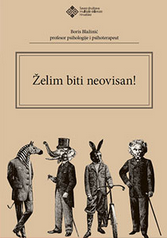 Boris Blažinić
profesor psihologije i psihoterapeut
Želim biti neovisan!